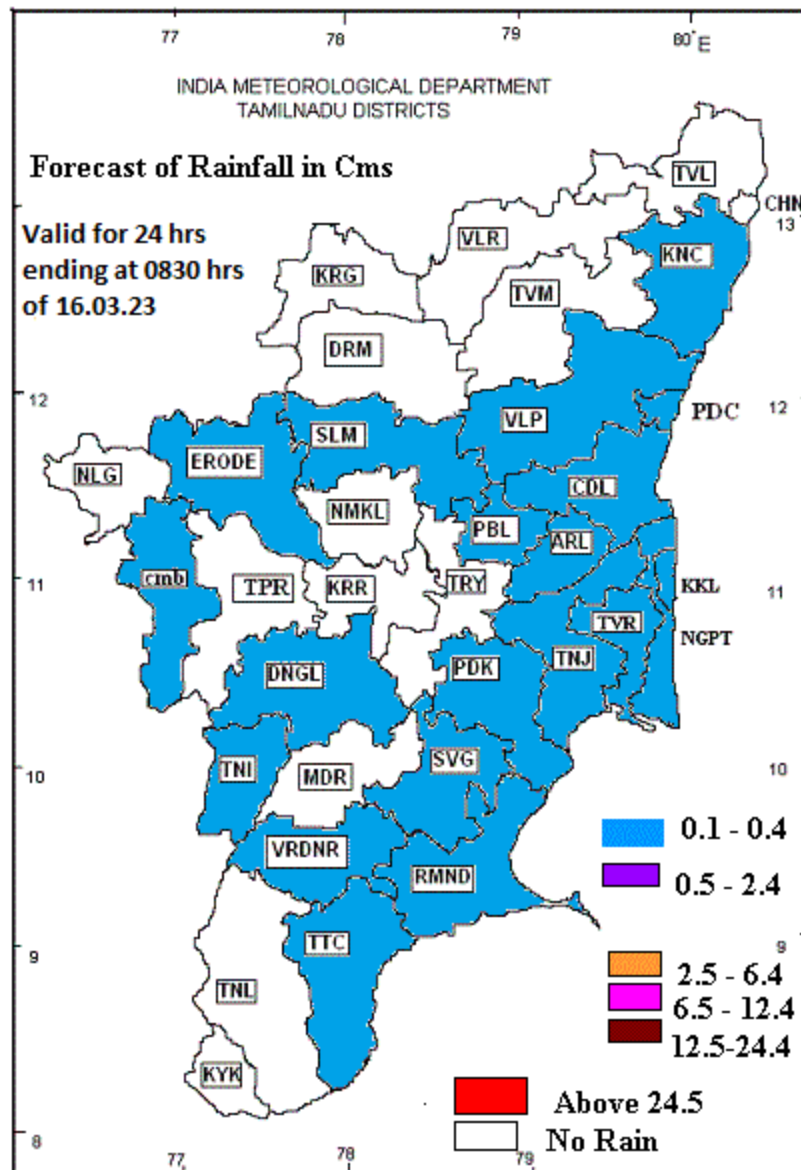 77 78 79 80°E
INDIA METEOROLOGICAL DEPARTMENT
TAMILNADU DISTRICTS
Forecast of Rainfall in Cms
TVL
CHN
13
Valid for 24 hrs
ending at 0830 hrs
of 16.03.23
VLR
KNC
KRG
TVM
DRM
12
12
PDC
VLP
SLM
ERODE
NLG
CDL
NMKL
PBL
ARL
11
cmb
TPR
KRR
TRY
KKL
11
TVR
NGPT
DNGL
PDK
TNJ
10
TNI
MDR
SVG
10
0.1 - 0.4
VRDNR
RMND
0.5 - 2.4
9
TTC
9
2.5 - 6.4
TNL
6.5 - 12.4
12.5-24.4
KYK
Above 24.5
8
No Rain
77 78 79